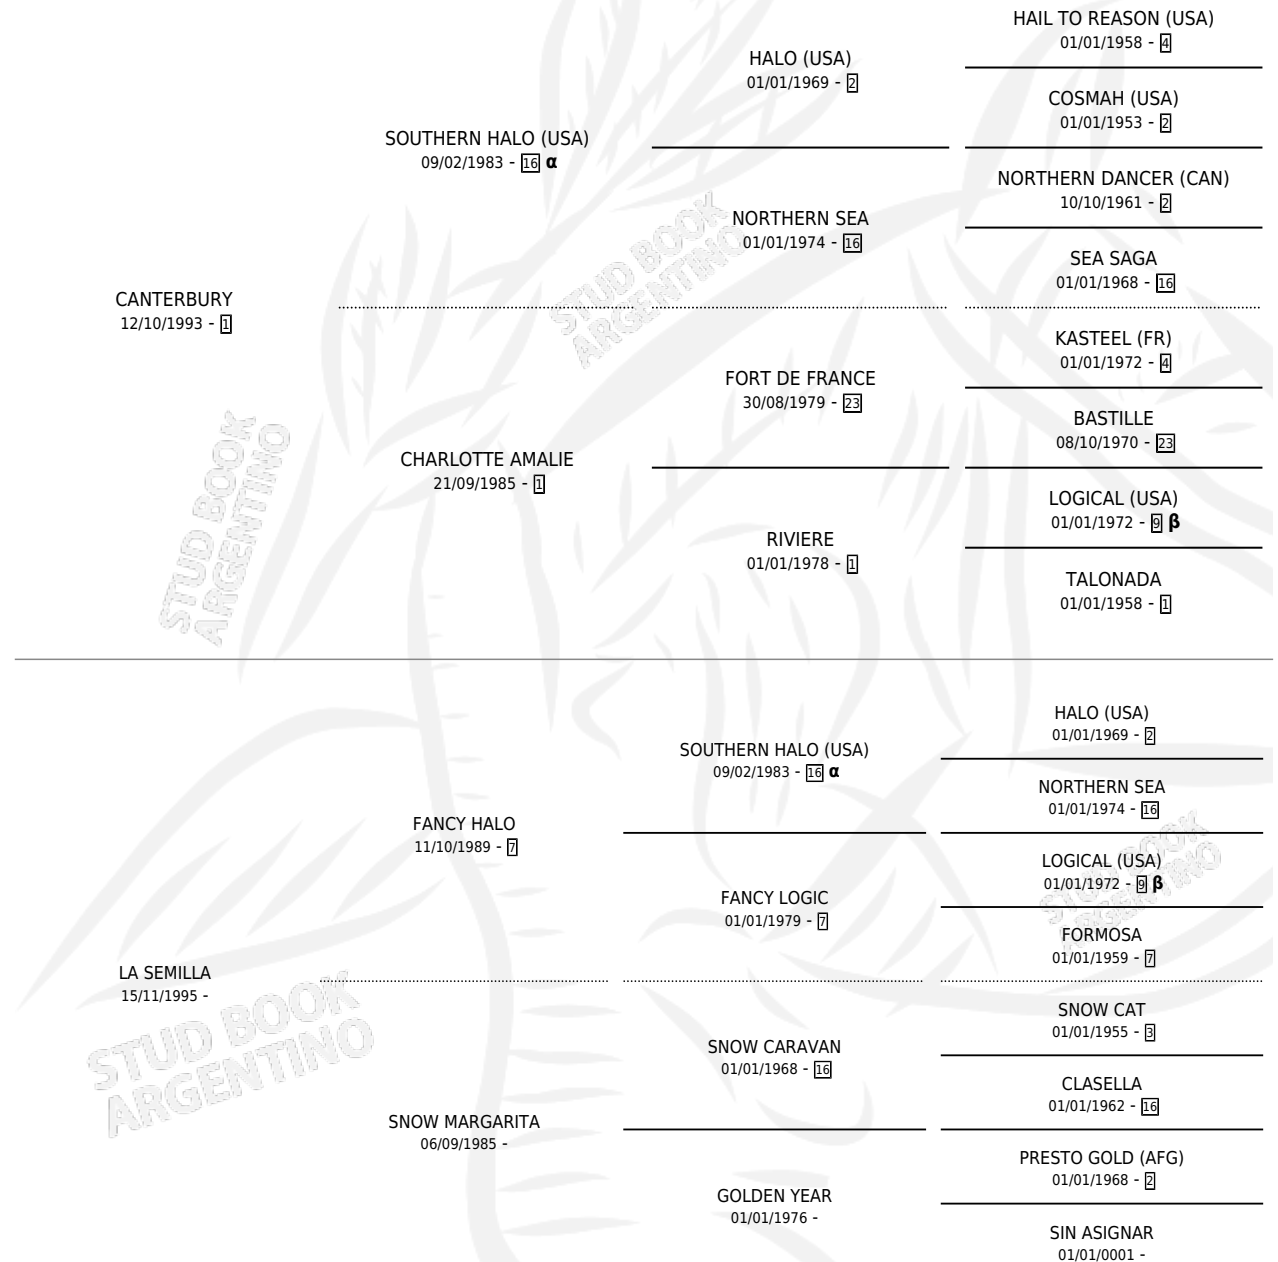 HAIL TO REASON (USA)
01/01/1958 - 4
HALO (USA)
01/01/1969 - 2
COSMAH (USA)
01/01/1953 - 2
SOUTHERN HALO (USA)
09/02/1983 - 16 α
NORTHERN DANCER (CAN)
10/10/1961 - 2
NORTHERN SEA
01/01/1974 - 16
SEA SAGA
01/01/1968 - 16
STUD BOOK
ARGENTINO
CANTERBURY
12/10/1993 - 1
KASTEEL (FR)
01/01/1972 - 4
FORT DE FRANCE
30/08/1979 - 23
BASTILLE
08/10/1970 - 23
CHARLOTTE AMALIE
21/09/1985 - 1
LOGICAL (USA)
01/01/1972 - 9 β
RIVIERE
01/01/1978 - 1
TALONADA
01/01/1958 - 1
STUD BOOK
ARGENTINO
HALO (USA)
01/01/1969 - 2
SOUTHERN HALO (USA)
09/02/1983 - 16 α
NORTHERN SEA
01/01/1974 - 16
FANCY HALO
11/10/1989 - 7
LOGICAL (USA)
01/01/1972 - 9 β
FANCY LOGIC
01/01/1979 - 7
FORMOSA
01/01/1959 - 7
STUD BOOK
ARGENTINO
LA SEMILLA
15/11/1995 -
SNOW CAT
01/01/1955 - 3
SNOW CARAVAN
01/01/1968 - 16
CLASELLA
01/01/1962 - 16
STUD BOOK
ARGENTINO
SNOW MARGARITA
06/09/1985 -
PRESTO GOLD (AFG)
01/01/1968 - 2
GOLDEN YEAR
01/01/1976 -
SIN ASIGNAR
01/01/0001 -